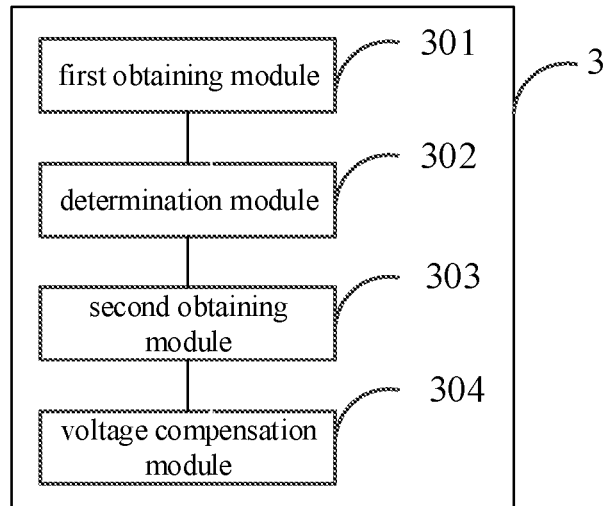 first obtaining module
301
3
determination module
302
second obtaining
module
303
voltage compensation
module
304